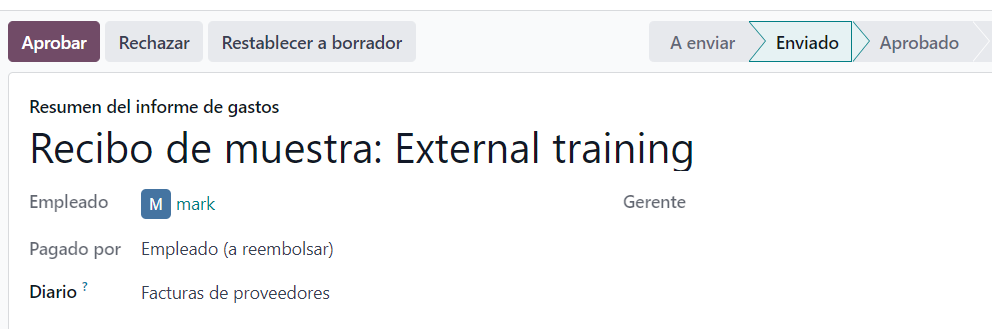 Aprobar Rechazar Restablecer a borrador A enviar Enviado Aprobado
Resumen del informe de gastos
Recibo de muestra: External training
Empleado M mark Gerente
Pagado por Empleado (a reembolsar)
Diario ? Facturas de proveedores